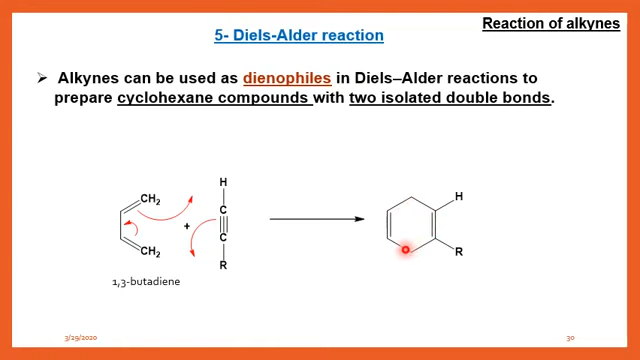 Reaction of alkynes
5- Diels-Alder reaction
➢ Alkynes can be used as dienophiles in Diels–Alder reactions to
prepare cyclohexane compounds with two isolated double bonds.
H
CH2
C
H
+
C
CH2
R
R
1,3-butadiene
3/29/2020
30